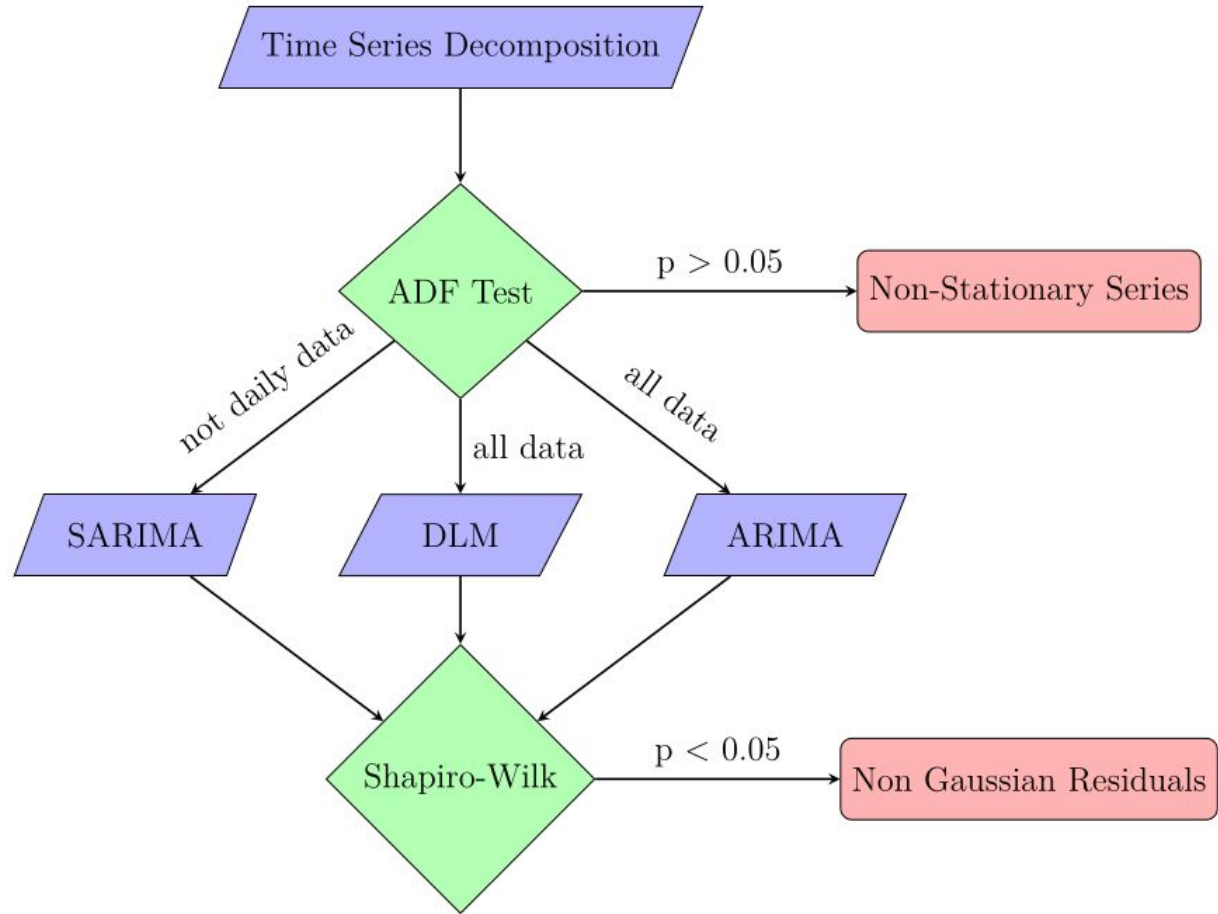 Time Series Decomposition
p > 0.05
ADF Test
Non-Stationary Series
not daily data
all data
all data
SARIMA
DLM
ARIMA
p < 0.05
Shapiro-Wilk
Non Gaussian Residuals